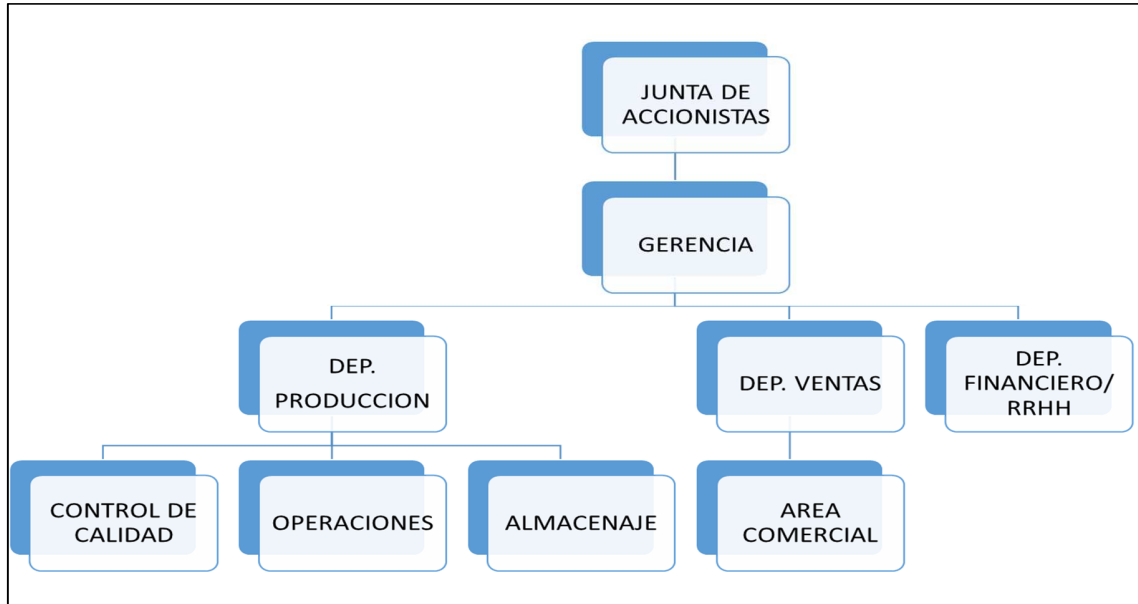 JUNTA DE
ACCIONISTAS
GERENCIA
DEP.
PRODUCCION
DEP. VENTAS
DEP.
FINANCIERO/
RRHH
CONTROL DE
CALIDAD
OPERACIONES
ALMACENAJE
AREA
COMERCIAL